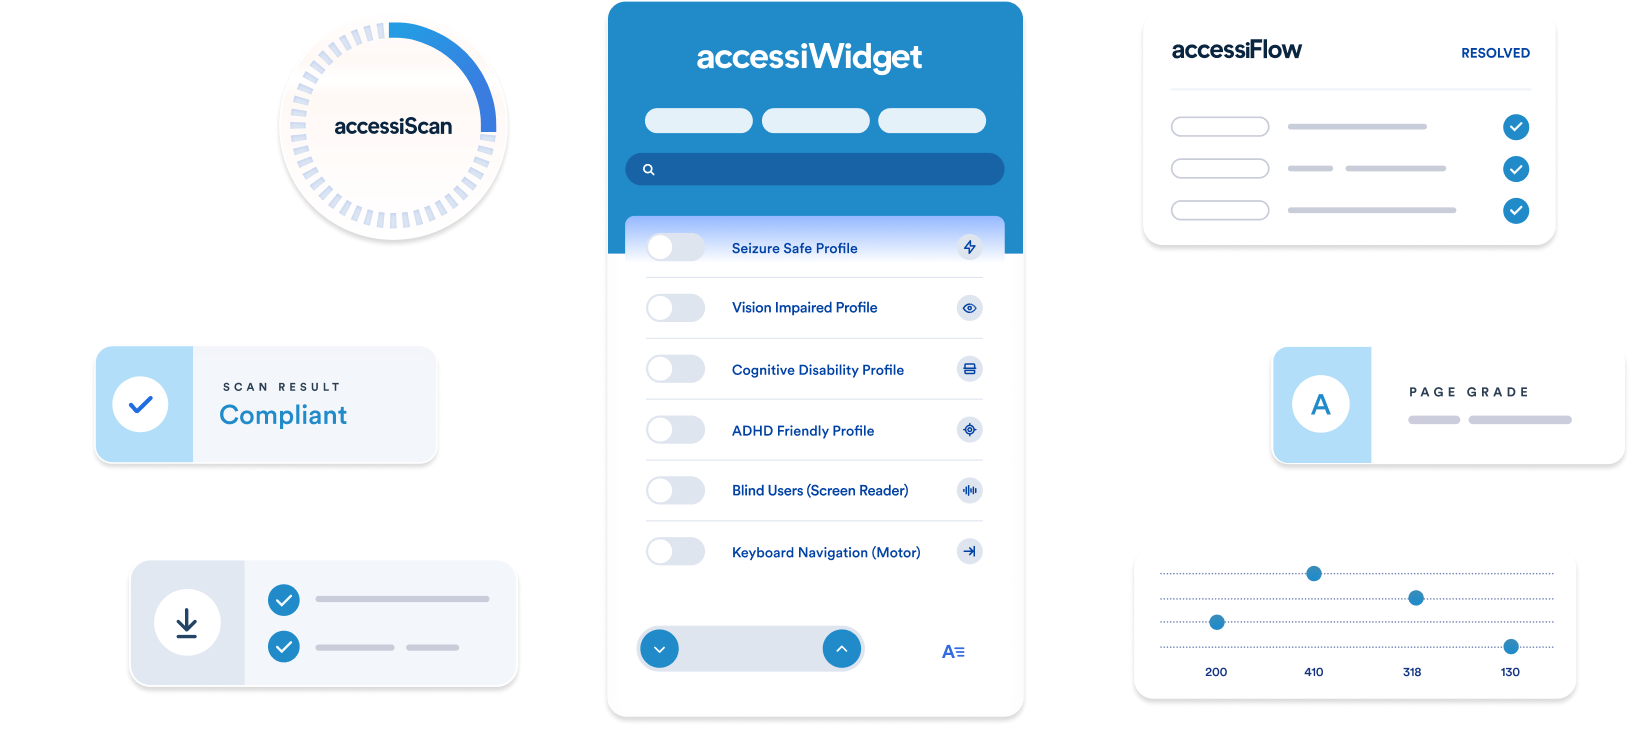 accessiScan
SCAN RESULT
Compliant
accessiWidget
Seizure Safe Profile
Vision Impaired Profile
Cognitive Disability Profile
ADHD Friendly Profile
Blind Users (Screen Reader)
Keyboard Navigation (Motor)
A
accessiFlow
RESOLVED
A
PAGE GRADE
200 410 318 130